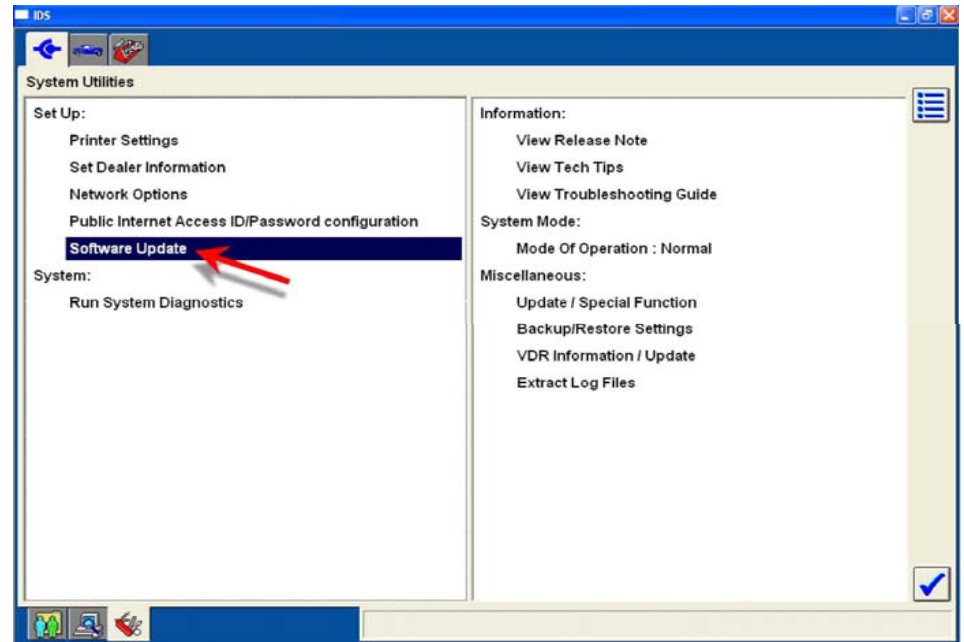 IDS
System Utilities
Set Up:
Printer Settings
Set Dealer Information
Network Options
Public Internet Access ID/Password configuration
Software Update
System:
Run System Diagnostics
Information:
View Release Note
View Tech Tips
View Troubleshooting Guide
System Mode:
Mode Of Operation : Normal
Miscellaneous:
Update / Special Function
Backup/Restore Settings
VDR Information / Update
Extract Log Files